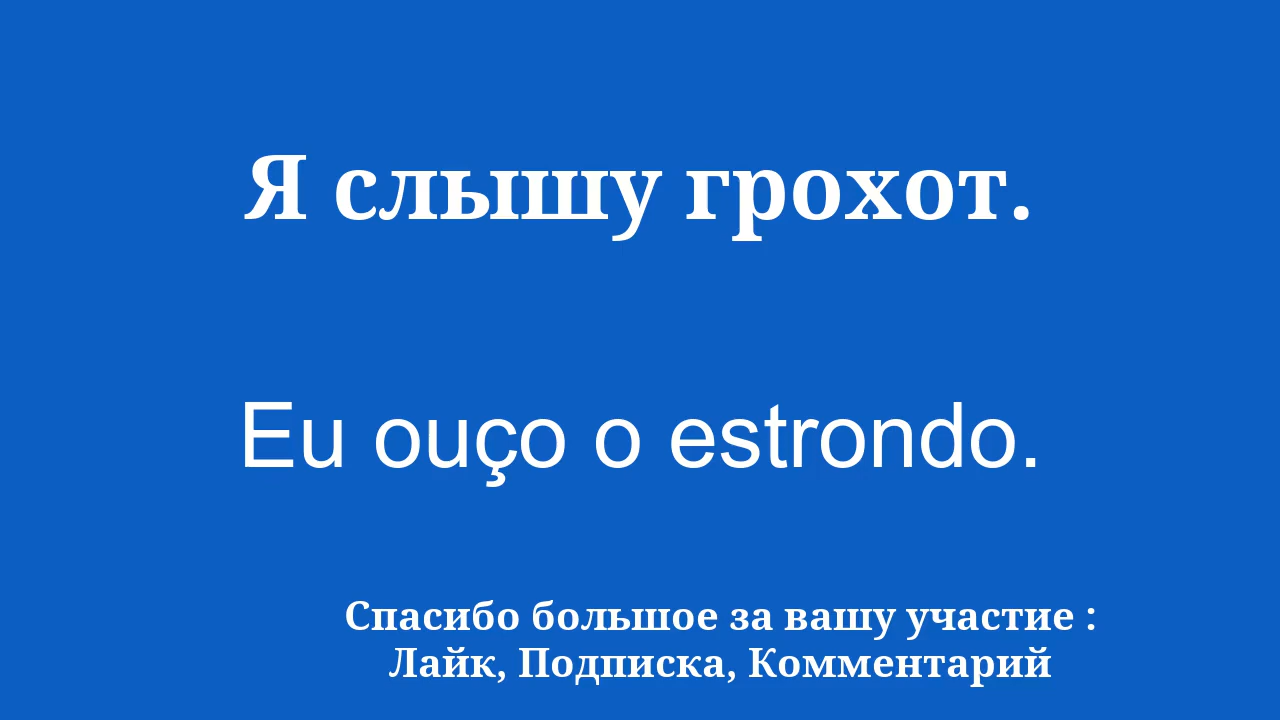 Я слышу грохот.
Eu ouço o estrondo.
Спасибо большое за вашу участие :
Лайк, Подписка, Комментарий